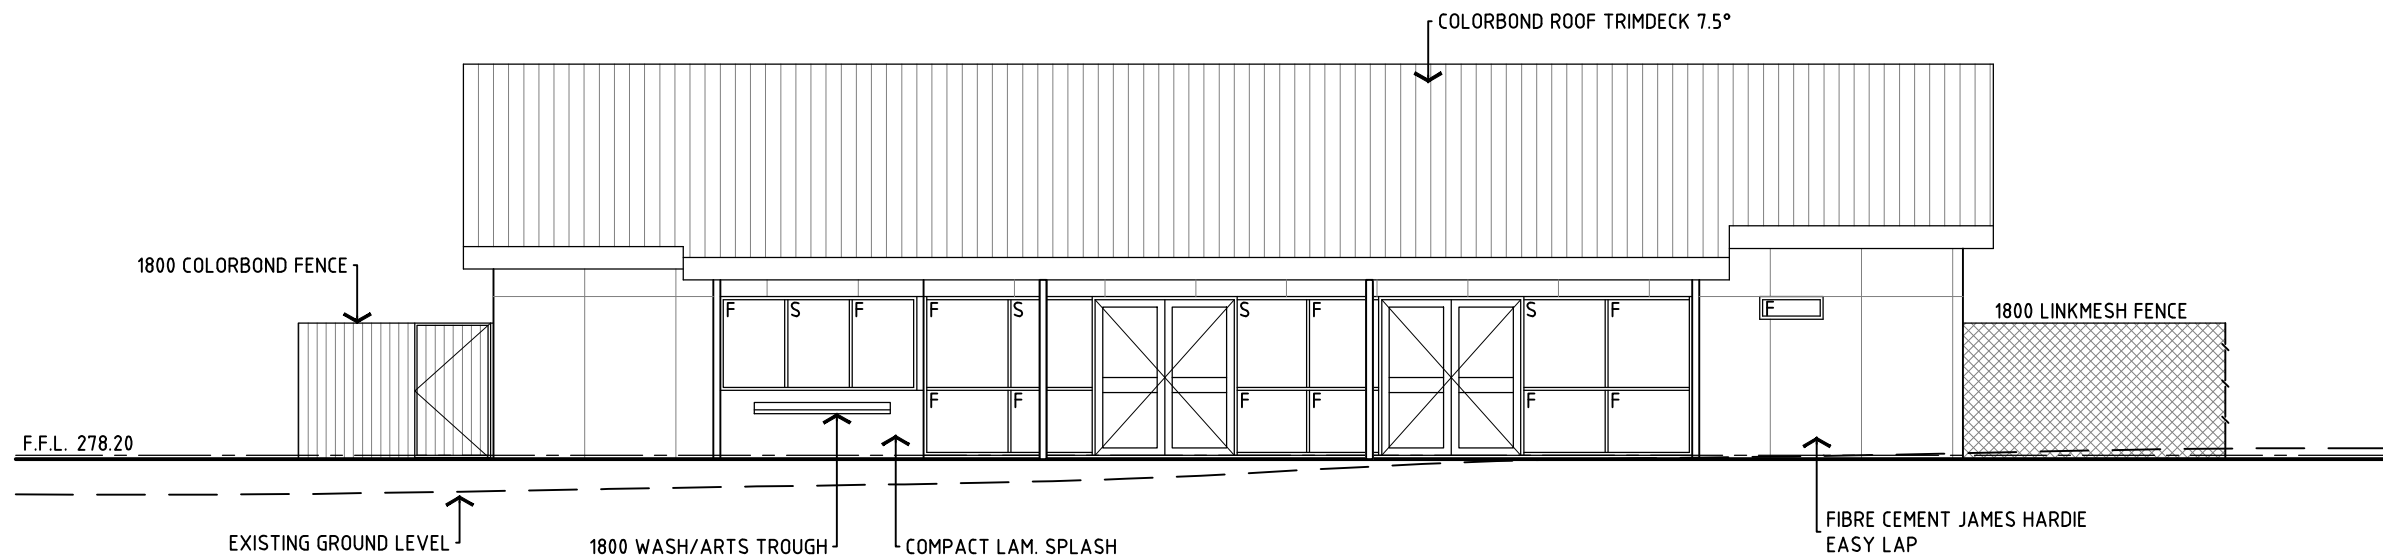 COLORBOND ROOF TRIMDECK 7.5°
1800 COLORBOND FENCE
1800 LINKMESH FENCE
F S F F S S F S F F
F F F F F F
F.F.L. 278.20
EXISTING GROUND LEVEL
1800 WASH/ARTS TROUGH
COMPACT LAM. SPLASH
FIBRE CEMENT JAMES HARDIE
EASY LAP